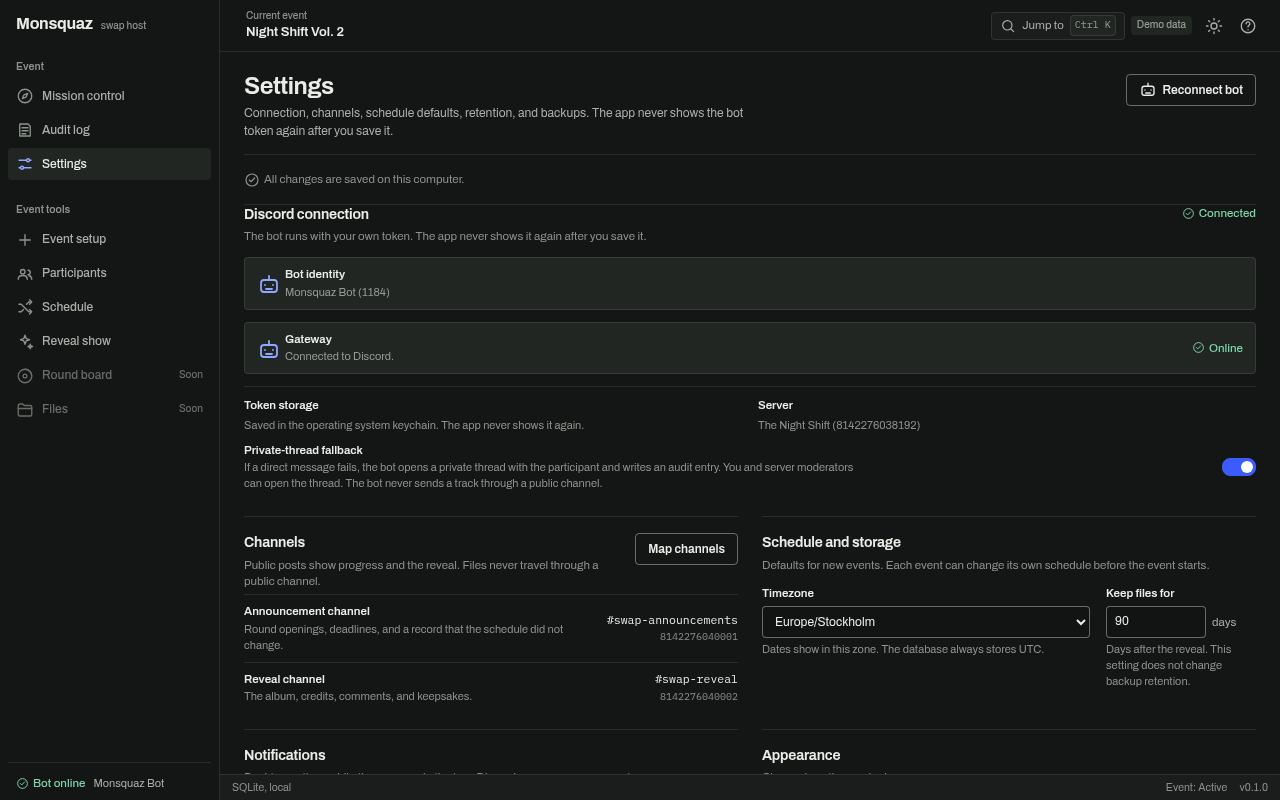 Monsquaz swap host
Current event
Night Shift Vol. 2
Jump to Ctrl K
Demo data
Event
Mission control
Audit log
Settings
Event tools
Event setup
Participants
Schedule
Reveal show
Round board Soon
Files Soon
Bot online Monsquaz Bot
Settings
Connection, channels, schedule defaults, retention, and backups. The app never shows the bot
token again after you save it.
Reconnect bot
All changes are saved on this computer.
Discord connection
Connected
The bot runs with your own token. The app never shows it again after you save it.
Bot identity
Monsquaz Bot (1184)
Gateway
Connected to Discord.
Online
Token storage
Saved in the operating system keychain. The app never shows it again.
Server
The Night Shift (8142276038192)
Private-thread fallback
If a direct message fails, the bot opens a private thread with the participant and writes an audit entry. You and server moderators
can open the thread. The bot never sends a track through a public channel.
Channels
Public posts show progress and the reveal. Files never travel through a
public channel.
Map channels
Announcement channel
Round openings, deadlines, and a record that the schedule did not
change.
#swap-announcements
8142276040001
Reveal channel
The album, credits, comments, and keepsakes.
#swap-reveal
8142276040002
Schedule and storage
Defaults for new events. Each event can change its own schedule before the event starts.
Timezone
Europe/Stockholm
Dates show in this zone. The database always stores UTC.
Keep files for
90 days
Days after the reveal. This
setting does not change
backup retention.
Notifications
Appearance
SQLite, local
Event: Active v0.1.0